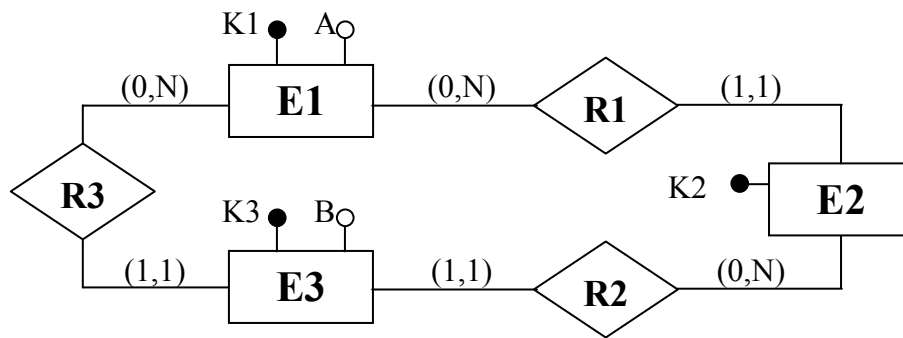 K1 A
(0,N) E1 (0,N) R1 (1,1)
R3 K2 E2
K3 B
(1,1) E3 (1,1) R2 (0,N)